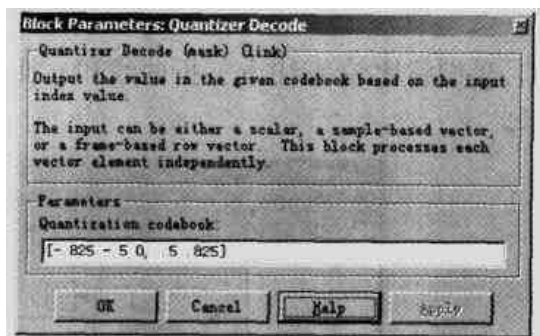 Block Parameters: Quantizer Decode
Quantizer Decode (mask) (link)
Output the value in the given codebook based on the input
index value.
The input can be either a scalar, a sample-based vector,
or a frame-based row vector. This block processes each
vector element independently.
Parameters
Quantization codebook:
[- 825 - 5 0, 5 825]
OK
Cancel
Help
Apply